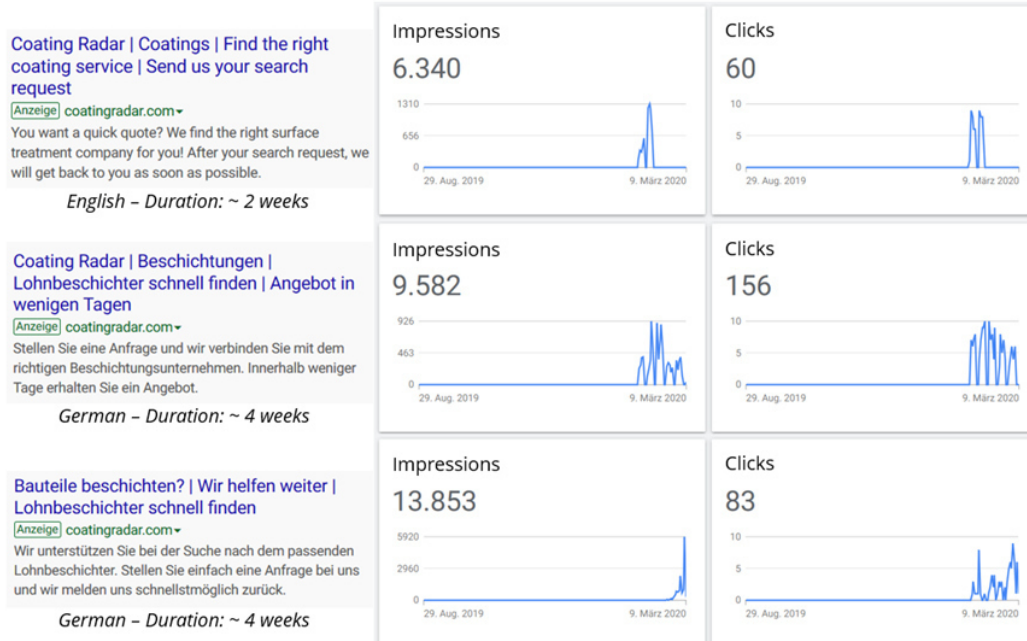 Coating Radar | Coatings | Find the right
coating service | Send us your search
request
Anzeige coatingradar.com
You want a quick quote? We find the right surface
treatment company for you! After your search request, we
will get back to you as soon as possible.
English – Duration: ~ 2 weeks
Impressions
6.340
1310
656
0
29. Aug. 2019 9. März 2020
Clicks
60
10
5
0
29. Aug. 2019 9. März 2020
Coating Radar | Beschichtungen |
Lohnbeschichter schnell finden | Angebot in
wenigen Tagen
Anzeige coatingradar.com
Stellen Sie eine Anfrage und wir verbinden Sie mit dem
richtigen Beschichtungsunternehmen. Innerhalb weniger
Tage erhalten Sie ein Angebot.
German – Duration: ~ 4 weeks
Impressions
9.582
926
463
0
29. Aug. 2019 9. März 2020
Clicks
156
10
5
0
29. Aug. 2019 9. März 2020
Bauteile beschichten? | Wir helfen weiter |
Lohnbeschichter schnell finden
Anzeige coatingradar.com
Wir unterstützen Sie bei der Suche nach dem passenden
Lohnbeschichter. Stellen Sie einfach eine Anfrage bei uns
und wir melden uns schnellstmöglich zurück.
German – Duration: ~ 4 weeks
Impressions
13.853
5920
2960
0
29. Aug. 2019 9. März 2020
Clicks
83
10
5
0
29. Aug. 2019 9. März 2020